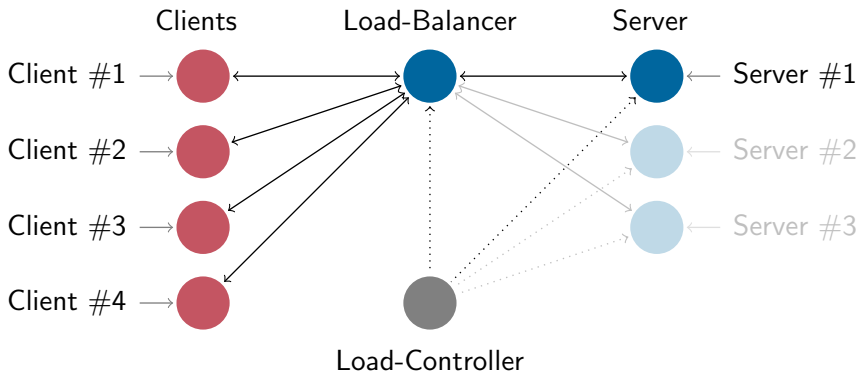 Clients
Load-Balancer
Server
Client #1
Server #1
Client #2
Server #2
Client #3
Server #3
Client #4
Load-Controller